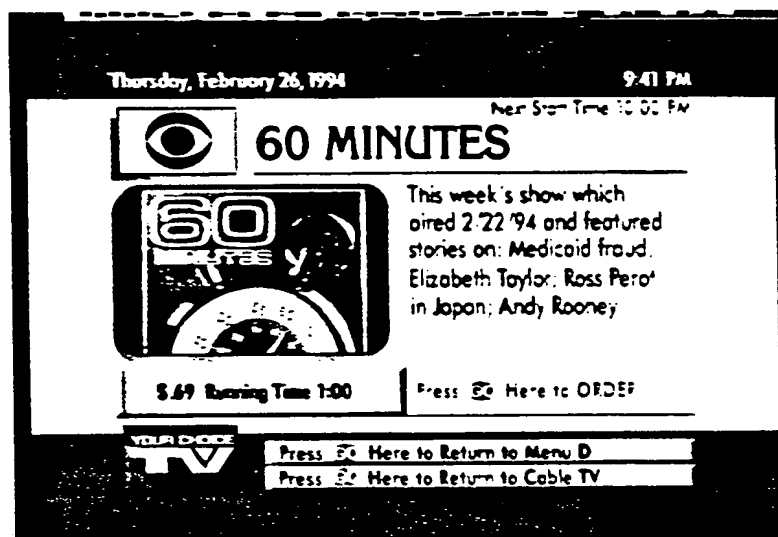 Thursday, February 26, 1994
9:41 PM
Next Start Time 10:00 PM
60 MINUTES
60
MINUTES
This week's show which
aired 2/22/94 and featured
stories on: Medicaid fraud;
Elizabeth Taylor; Ross Perot
in Japan; Andy Rooney
$.69 Running Time 1:00
Press Here to ORDER
YOUR CHOICE
TV
Press Here to Return to Menu D
Press Here to Return to Cable TV